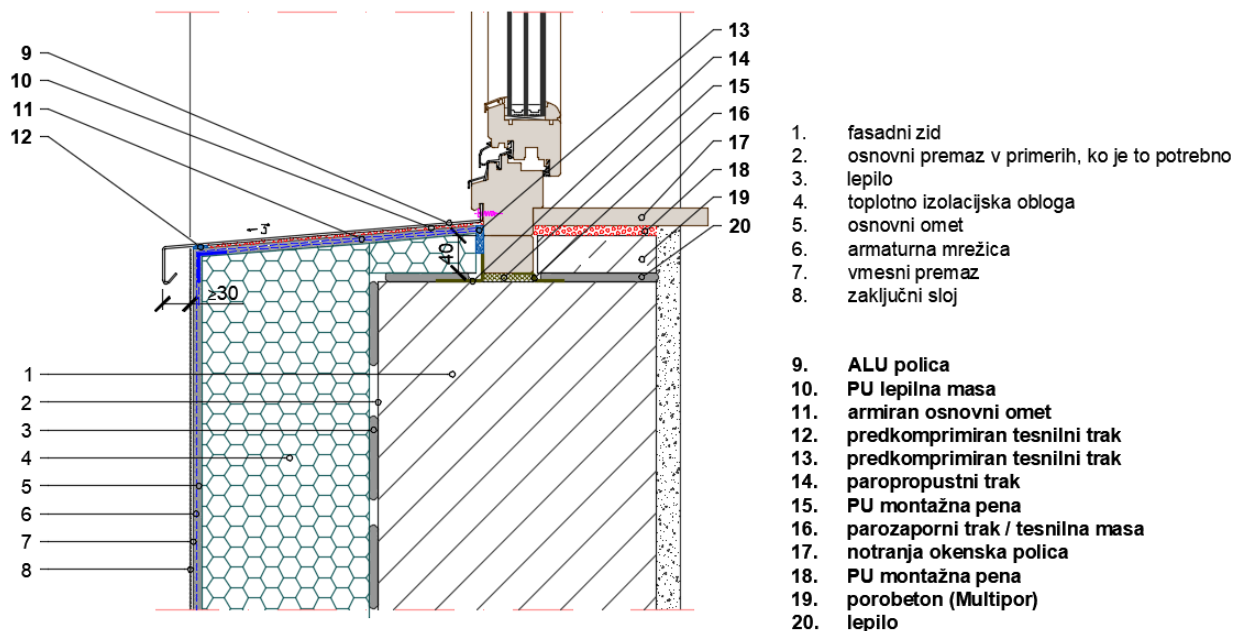 9
10
11
12
13
14
15
16
17
18
19
20
3
40
≥30
1
2
3
4
5
6
7
8
1. fasadni zid
2. osnovni premaz v primerih, ko je to potrebno
3. lepilo
4. toplotno izolacijska obloga
5. osnovni omet
6. armaturna mrežica
7. vmesni premaz
8. zaključni sloj
9. ALU polica
10. PU lepilna masa
11. armiran osnovni omet
12. predkomprimiran tesnilni trak
13. predkomprimiran tesnilni trak
14. paropropustni trak
15. PU montažna pena
16. parozaporni trak / tesnilna masa
17. notranja okenska polica
18. PU montažna pena
19. porobeton (Multipor)
20. lepilo